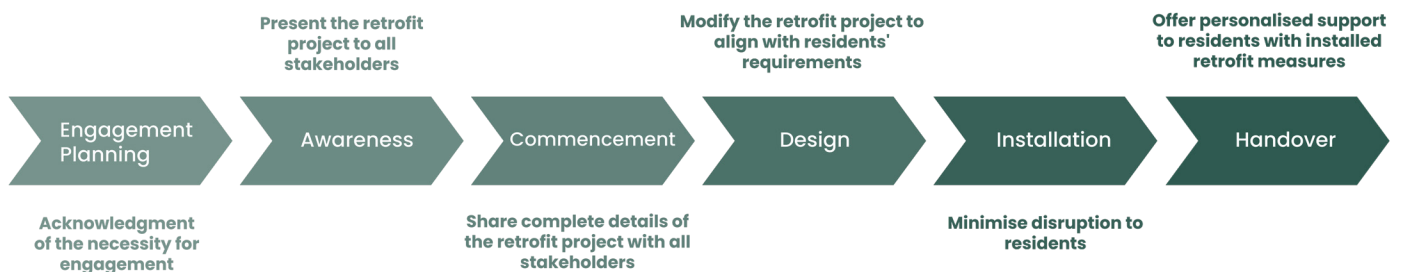 Present the retrofit
project to all
stakeholders
Modify the retrofit project to
align with residents'
requirements
Offer personalised support
to residents with installed
retrofit measures
Engagement
Planning
Awareness
Commencement
Design
Installation
Handover
Acknowledgment
of the necessity for
engagement
Share complete details of
the retrofit project with all
stakeholders
Minimise disruption to
residents